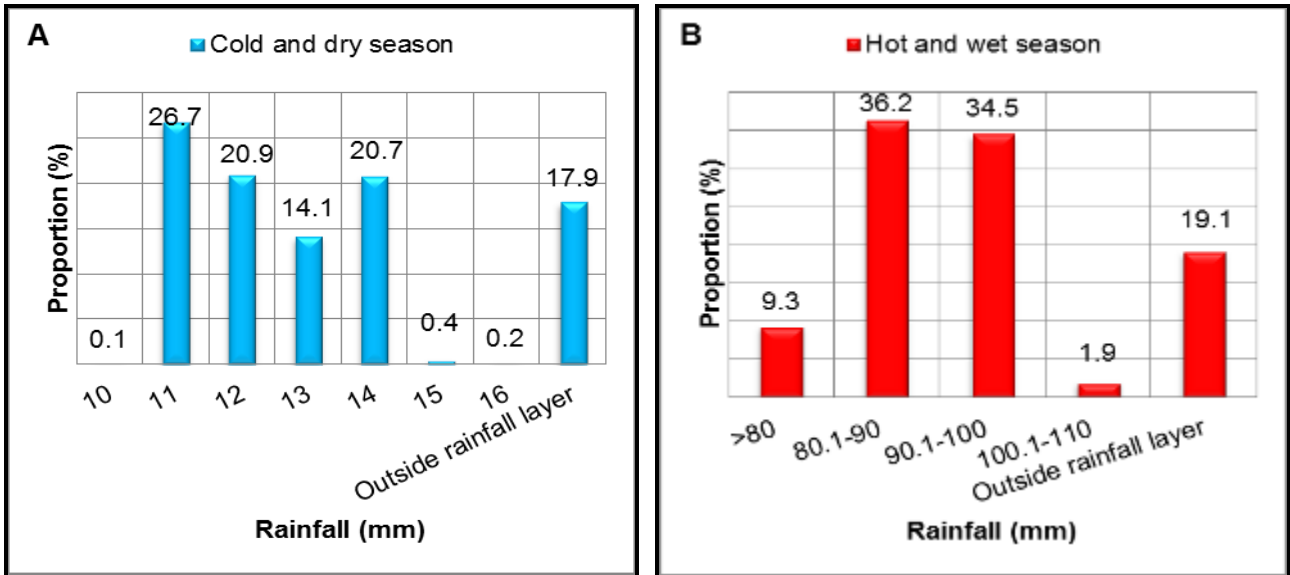 A
Cold and dry season
Proportion (%)
26.7
20.9
14.1
20.7
17.9
0.1
0.4
0.2
10
11
12
13
14
15
16
Outside rainfall layer
Rainfall (mm)
B
Hot and wet season
Proportion (%)
9.3
36.2
34.5
1.9
19.1
>80
80.1-90
90.1-100
100.1-110
Outside rainfall layer
Rainfall (mm)